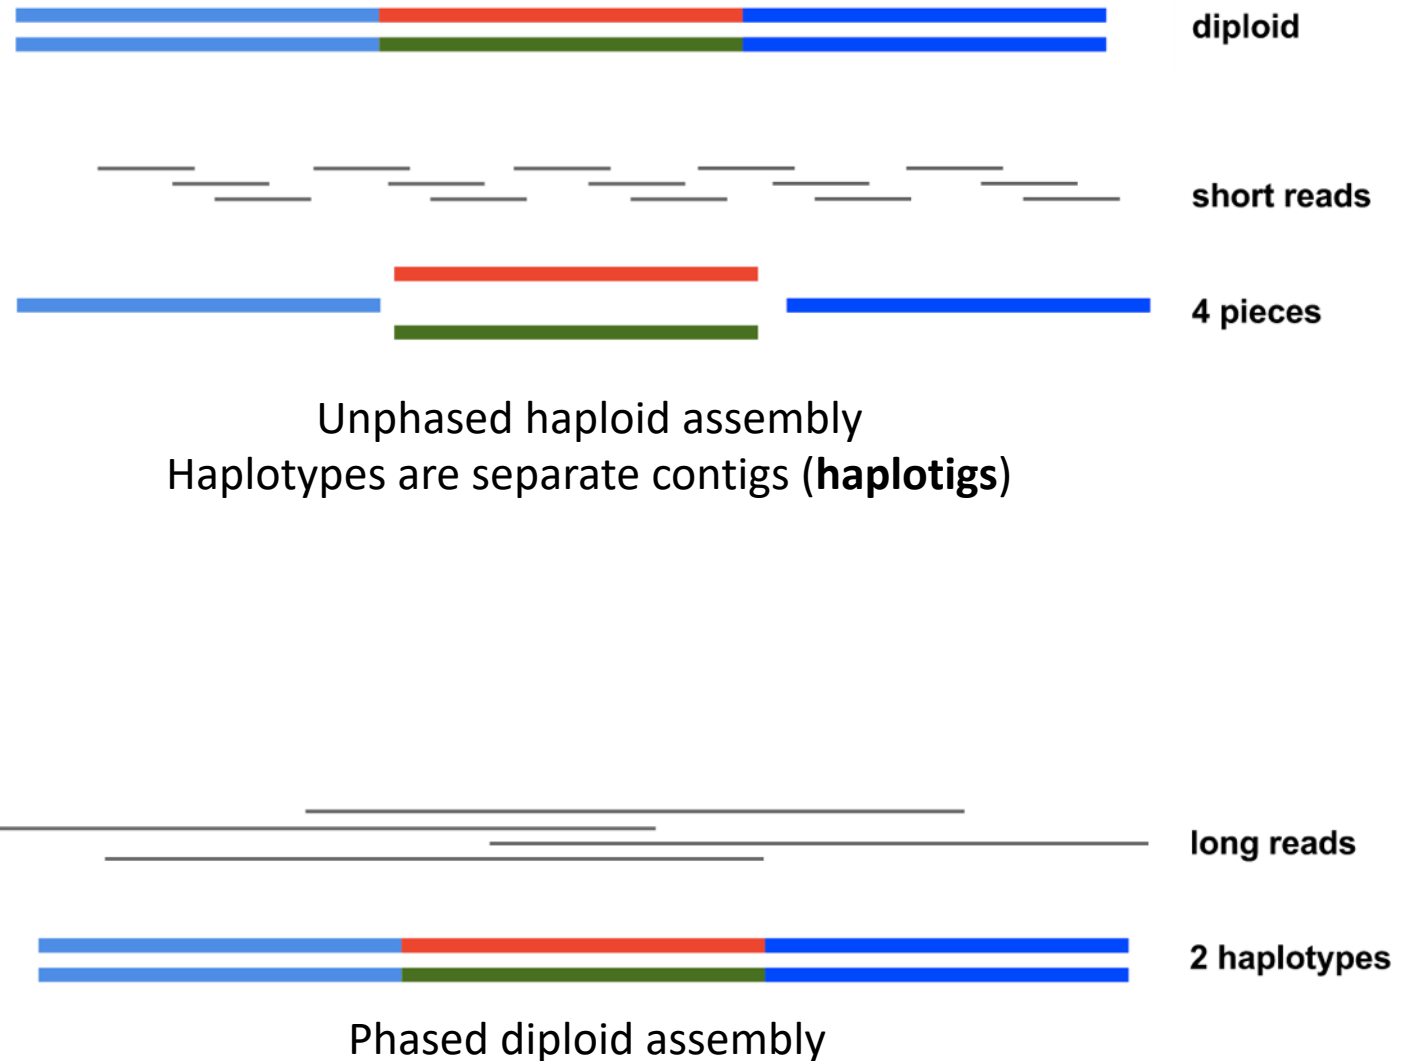 diploid
short reads
4 pieces
Unphased haploid assembly
Haplotypes are separate contigs (haplotigs)
long reads
2 haplotypes
Phased diploid assembly